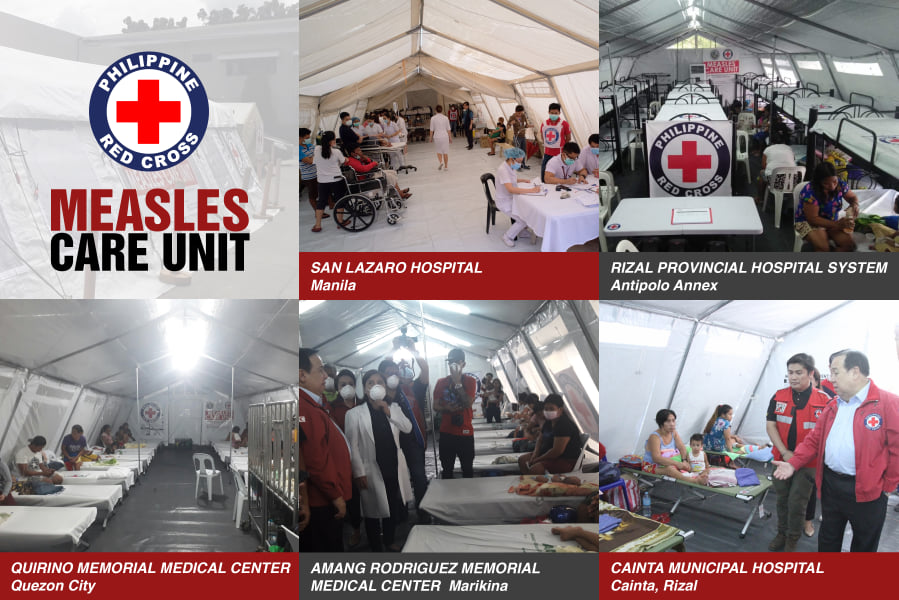 PHILIPPINE
RED CROSS
MEASLES
CARE UNIT
SAN LAZARO HOSPITAL
Manila
MEASLES
CARE UNIT
PHILIPPINE
RED CROSS
RIZAL PROVINCIAL HOSPITAL SYSTEM
Antipolo Annex
QUIRINO MEMORIAL MEDICAL CENTER
Quezon City
AMANG RODRIGUEZ MEMORIAL
MEDICAL CENTER Marikina
CAINTA MUNICIPAL HOSPITAL
Cainta, Rizal